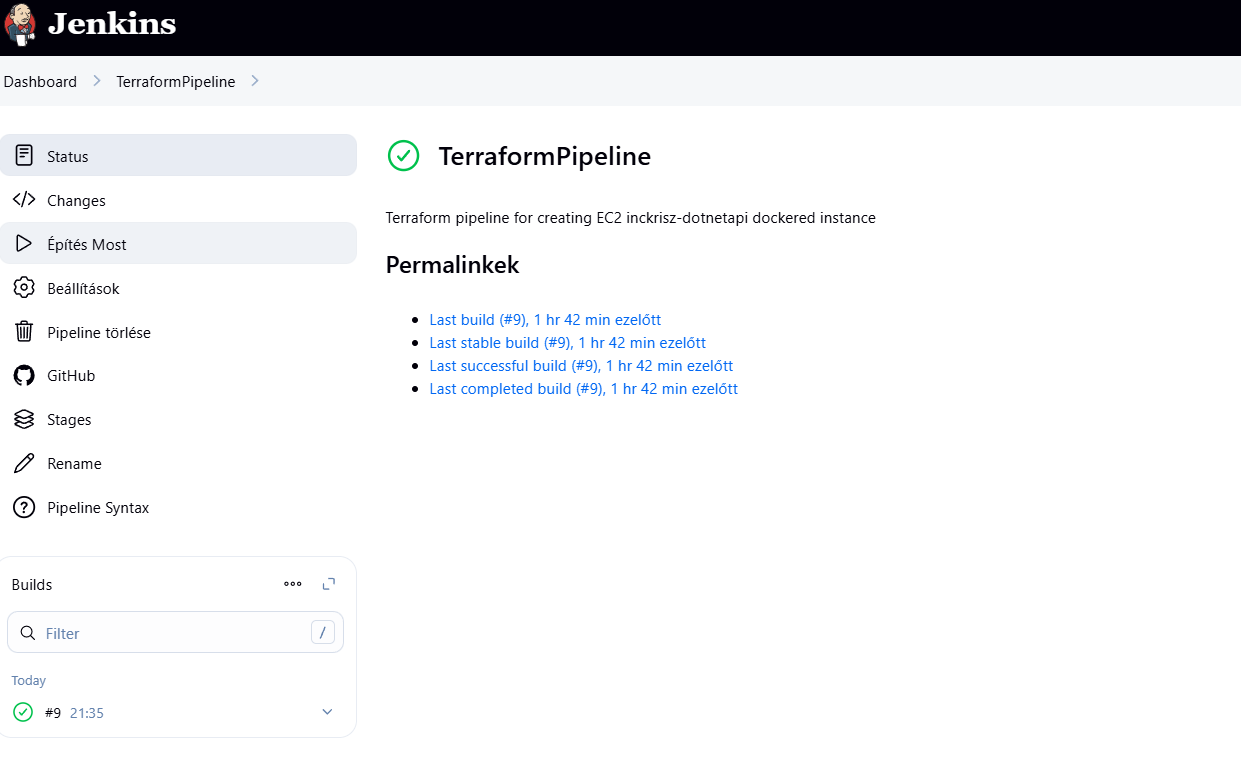 Jenkins
Dashboard
TerraformPipeline
Status
Changes
Építés Most
Beállítások
Pipeline törlése
GitHub
Stages
Rename
Pipeline Syntax
Builds
Filter
/
Today
#9 21:35
TerraformPipeline
Terraform pipeline for creating EC2 inckrisz-dotnetapi dockered instance
Permalinkek
Last build (#9), 1 hr 42 min ezelőtt
Last stable build (#9), 1 hr 42 min ezelőtt
Last successful build (#9), 1 hr 42 min ezelőtt
Last completed build (#9), 1 hr 42 min ezelőtt